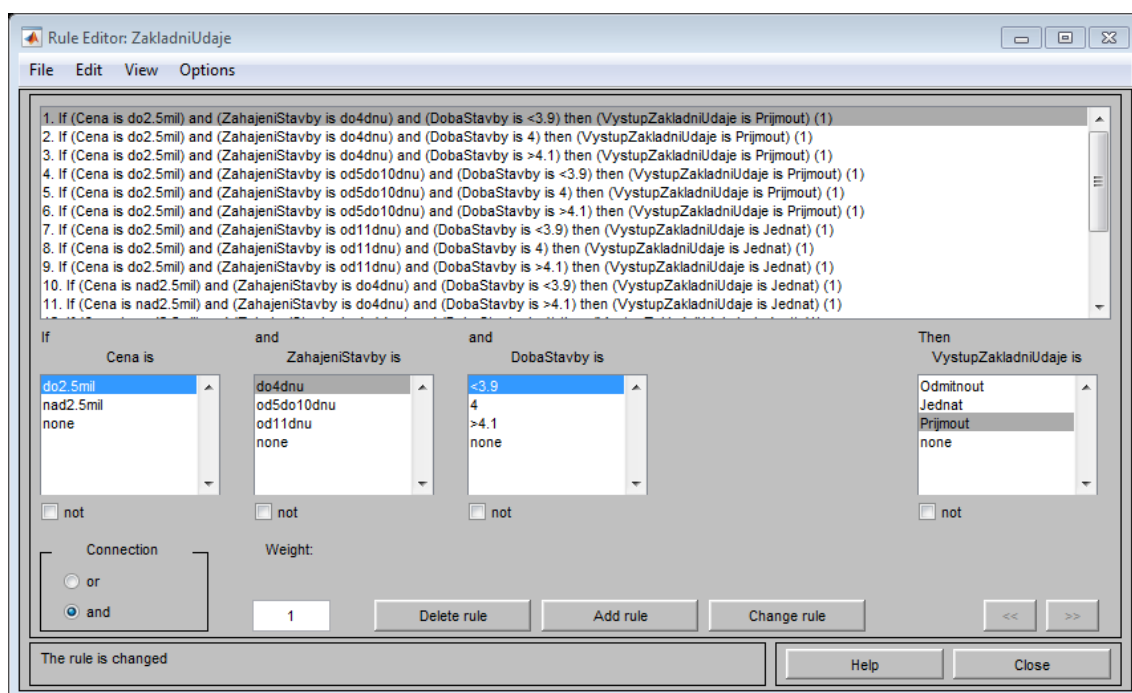 Rule Editor: ZakladniUdaje
File Edit View Options
1. If (Cena is do2.5mil) and (ZahajeniStavby is do4dnu) and (DobaStavby is <3.9) then (VystupZakladniUdaje is Prijmout) (1)
2. If (Cena is do2.5mil) and (ZahajeniStavby is do4dnu) and (DobaStavby is 4) then (VystupZakladniUdaje is Prijmout) (1)
3. If (Cena is do2.5mil) and (ZahajeniStavby is do4dnu) and (DobaStavby is >4.1) then (VystupZakladniUdaje is Prijmout) (1)
4. If (Cena is do2.5mil) and (ZahajeniStavby is od5do10dnu) and (DobaStavby is <3.9) then (VystupZakladniUdaje is Prijmout) (1)
5. If (Cena is do2.5mil) and (ZahajeniStavby is od5do10dnu) and (DobaStavby is 4) then (VystupZakladniUdaje is Prijmout) (1)
6. If (Cena is do2.5mil) and (ZahajeniStavby is od5do10dnu) and (DobaStavby is >4.1) then (VystupZakladniUdaje is Prijmout) (1)
7. If (Cena is do2.5mil) and (ZahajeniStavby is od11dnu) and (DobaStavby is <3.9) then (VystupZakladniUdaje is Jednat) (1)
8. If (Cena is do2.5mil) and (ZahajeniStavby is od11dnu) and (DobaStavby is 4) then (VystupZakladniUdaje is Jednat) (1)
9. If (Cena is do2.5mil) and (ZahajeniStavby is od11dnu) and (DobaStavby is >4.1) then (VystupZakladniUdaje is Jednat) (1)
10. If (Cena is nad2.5mil) and (ZahajeniStavby is do4dnu) and (DobaStavby is <3.9) then (VystupZakladniUdaje is Jednat) (1)
11. If (Cena is nad2.5mil) and (ZahajeniStavby is do4dnu) and (DobaStavby is >4.1) then (VystupZakladniUdaje is Jednat) (1)
If and and Then
Cena is ZahajeniStavby is DobaStavby is VystupZakladniUdaje is
do2.5mil do4dnu <3.9 Odmitnout
nad2.5mil od5do10dnu 4 Jednat
none od11dnu >4.1 Prijmout
none none none
not not not not
Connection Weight:
or
and 1 Delete rule Add rule Change rule << >>
The rule is changed Help Close